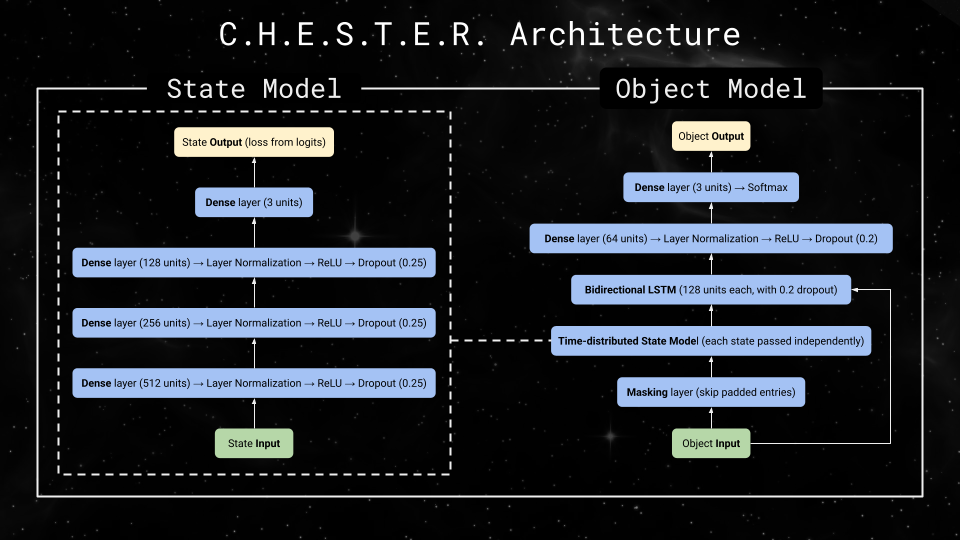 C.H.E.S.T.E.R. Architecture
State Model
State Output (loss from logits)
Dense layer (3 units)
Dense layer (128 units) → Layer Normalization → ReLU → Dropout (0.25)
Dense layer (256 units) → Layer Normalization → ReLU → Dropout (0.25)
Dense layer (512 units) → Layer Normalization → ReLU → Dropout (0.25)
State Input
Object Model
Object Output
Dense layer (3 units) → Softmax
Dense layer (64 units) → Layer Normalization → ReLU → Dropout (0.2)
Bidirectional LSTM (128 units each, with 0.2 dropout)
Time-distributed State Model (each state passed independently)
Masking layer (skip padded entries)
Object Input